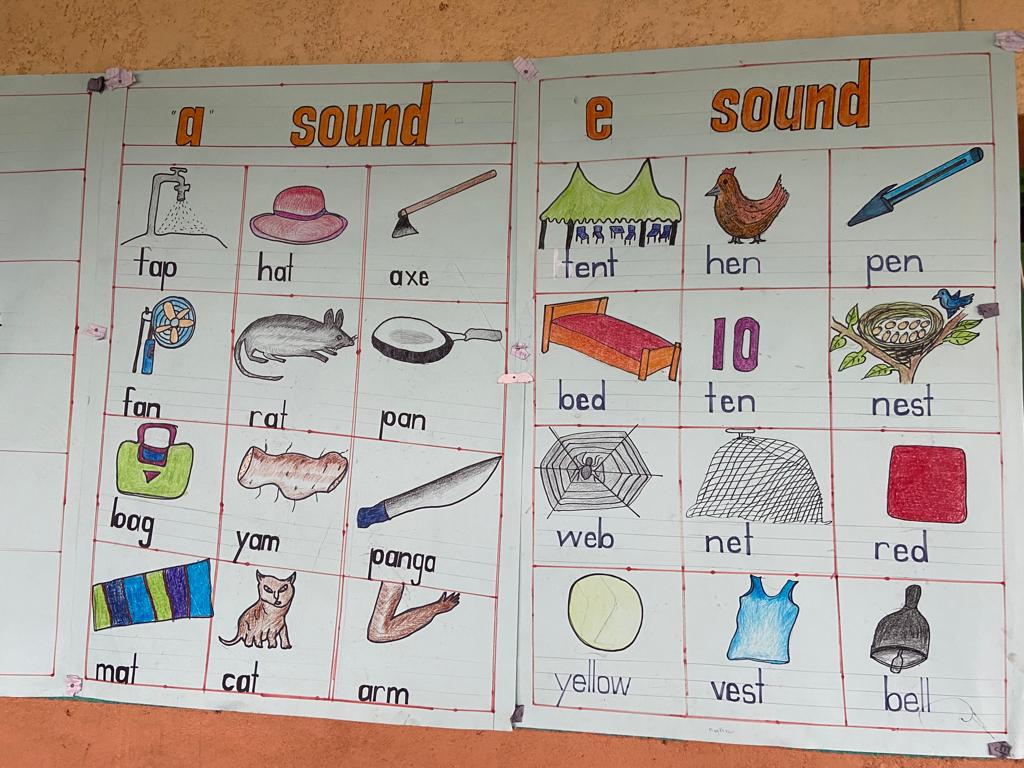 "a" sound
tap hat axe
fan rat pan
bag yam panga
mat cat arm
e sound
tent hen pen
bed 10 ten nest
web net red
yellow vest bell